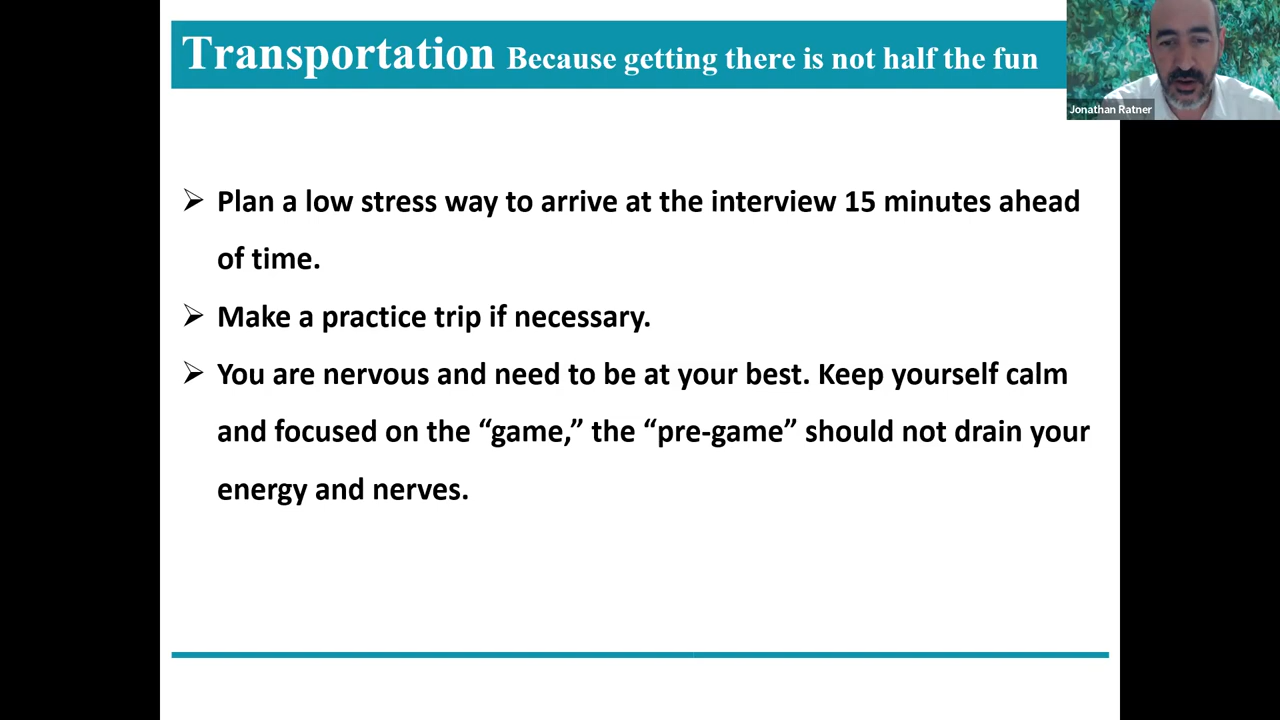 Transportation Because getting there is not half the fun
Jonathan Ratner
➢ Plan a low stress way to arrive at the interview 15 minutes ahead
of time.
➢ Make a practice trip if necessary.
➢ You are nervous and need to be at your best. Keep yourself calm
and focused on the “game,” the “pre-game” should not drain your
energy and nerves.